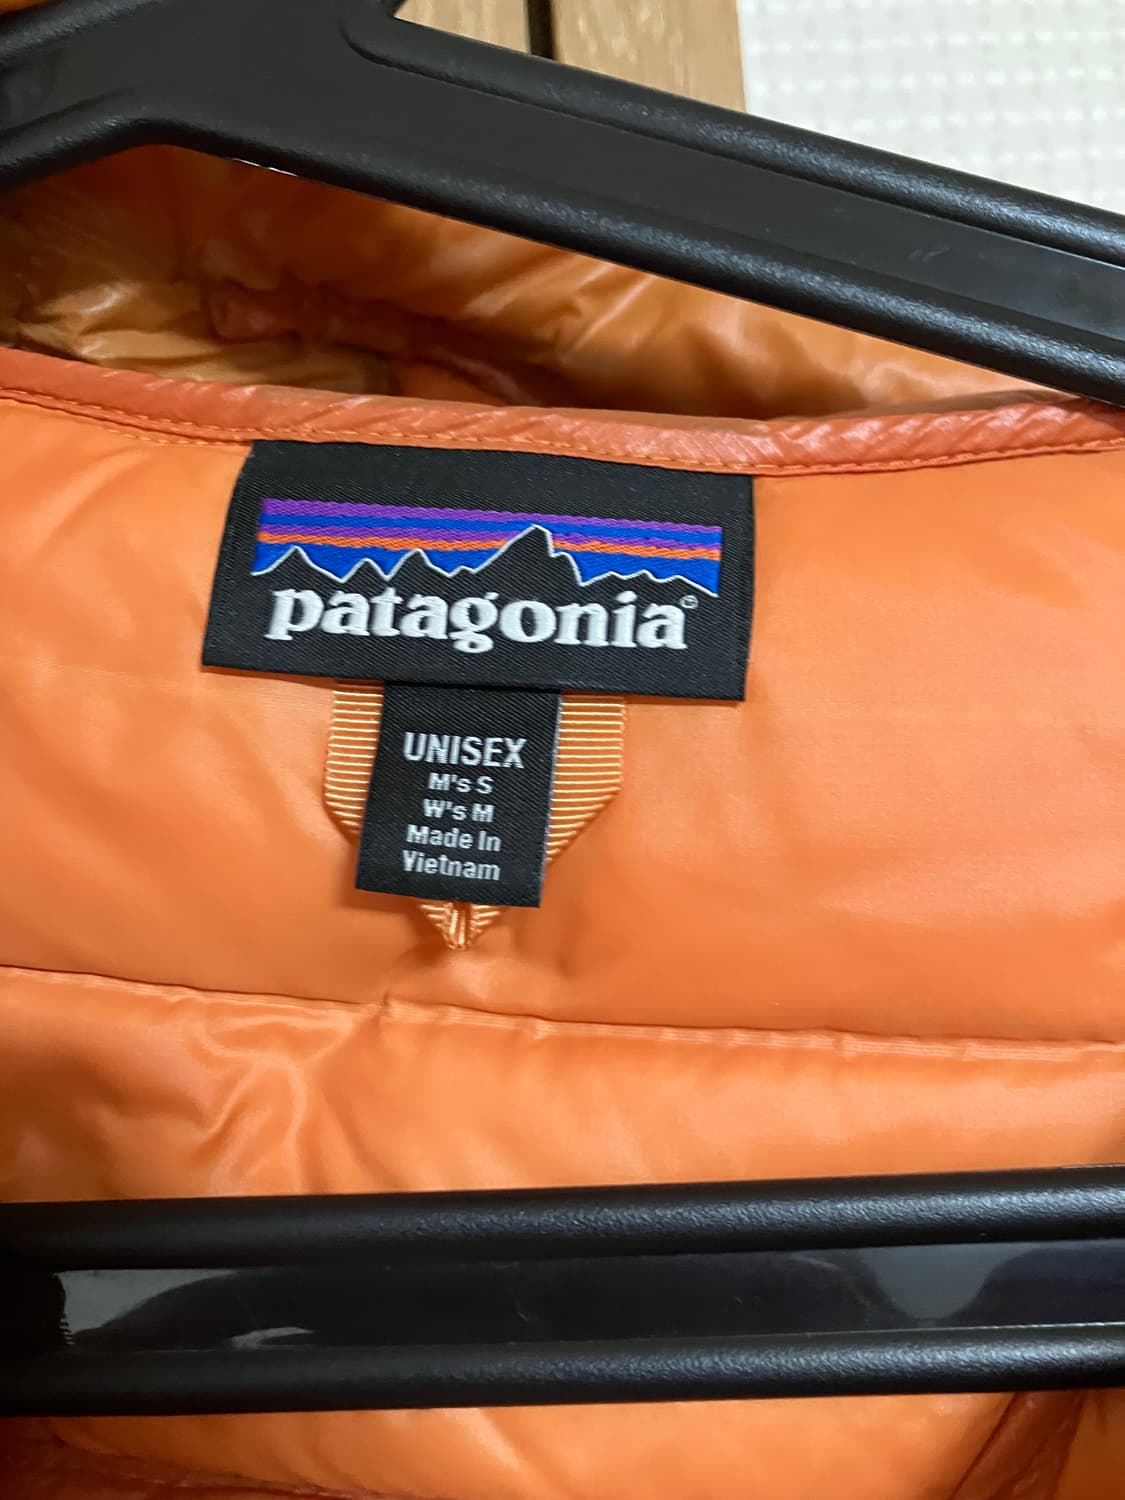 patagonia®
UNISEX
M's S
W's M
Made In
Vietnam